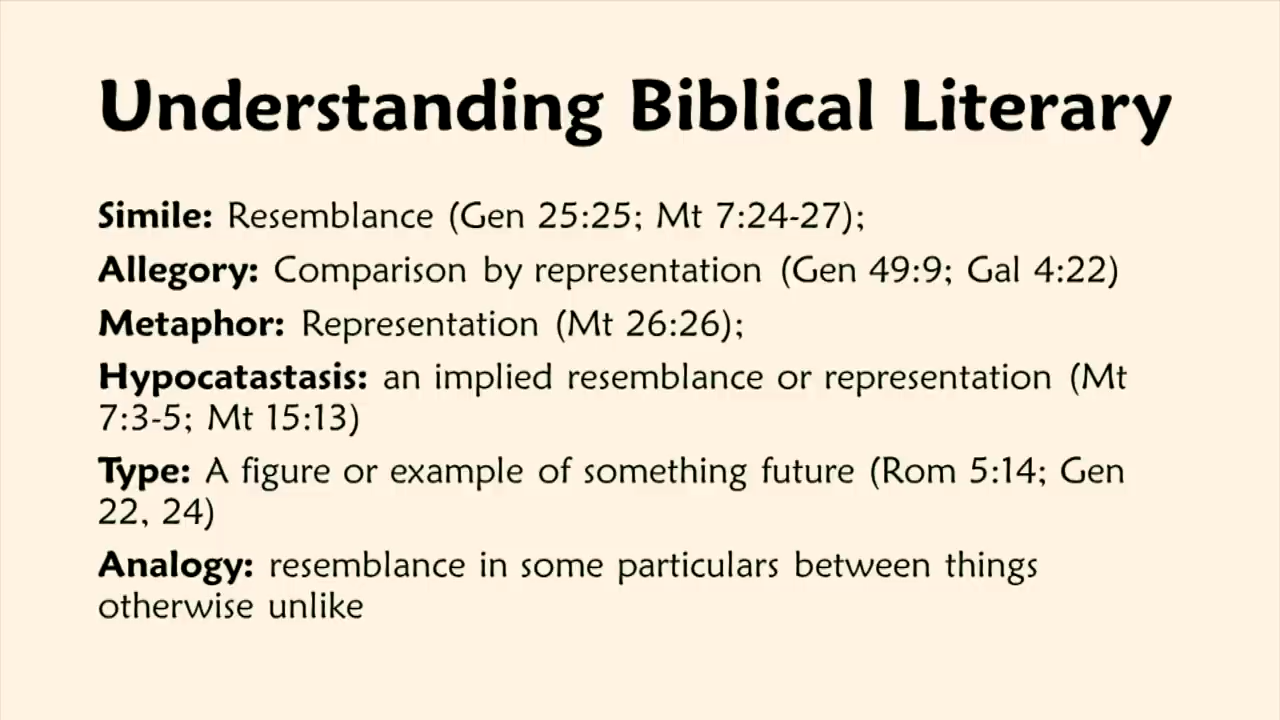 Understanding Biblical Literary
Simile: Resemblance (Gen 25:25; Mt 7:24-27);
Allegory: Comparison by representation (Gen 49:9; Gal 4:22)
Metaphor: Representation (Mt 26:26);
Hypocatastasis: an implied resemblance or representation (Mt
7:3-5; Mt 15:13)
Type: A figure or example of something future (Rom 5:14; Gen
22, 24)
Analogy: resemblance in some particulars between things
otherwise unlike